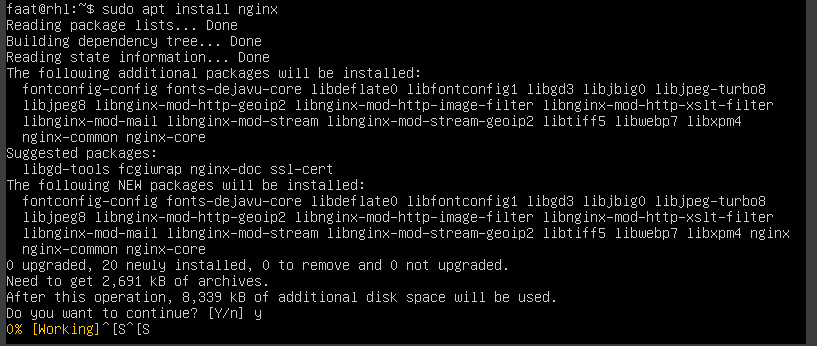 faat@rhl:~$ sudo apt install nginx
Reading package lists... Done
Building dependency tree... Done
Reading state information... Done
The following additional packages will be installed:
  fontconfig-config fonts-dejavu-core libdeflate0 libfontconfig1 libgd3 libjbig0 libjpeg-turbo8
  libjpeg8 libnginx-mod-http-geoip2 libnginx-mod-http-image-filter libnginx-mod-http-xslt-filter
  libnginx-mod-mail libnginx-mod-stream libnginx-mod-stream-geoip2 libtiff5 libwebp7 libxpm4
  nginx-common nginx-core
Suggested packages:
  libgd-tools fcgiwrap nginx-doc ssl-cert
The following NEW packages will be installed:
  fontconfig-config fonts-dejavu-core libdeflate0 libfontconfig1 libgd3 libjbig0 libjpeg-turbo8
  libjpeg8 libnginx-mod-http-geoip2 libnginx-mod-http-image-filter libnginx-mod-http-xslt-filter
  libnginx-mod-mail libnginx-mod-stream libnginx-mod-stream-geoip2 libtiff5 libwebp7 libxpm4 nginx
  nginx-common nginx-core
0 upgraded, 20 newly installed, 0 to remove and 0 not upgraded.
Need to get 2,691 kB of archives.
After this operation, 8,339 kB of additional disk space will be used.
Do you want to continue? [Y/n] y
0% [Working]^[S^[S